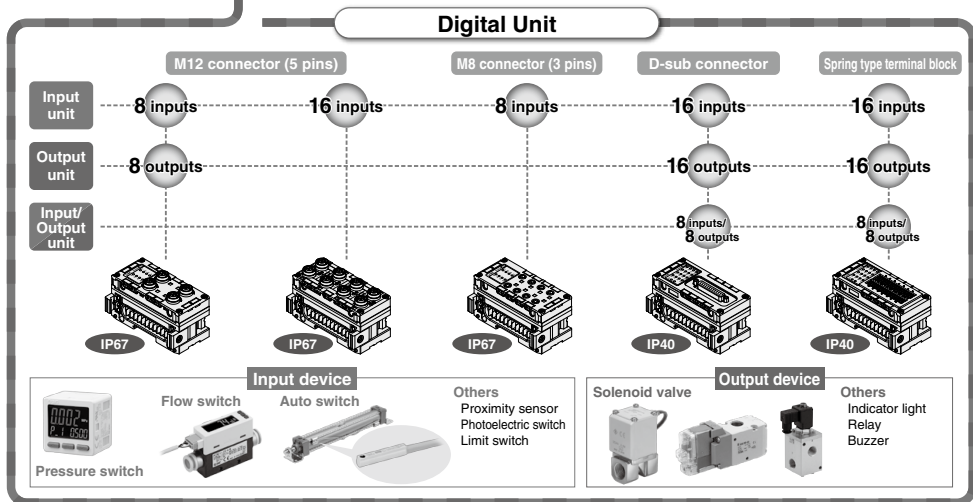 Digital Unit
M12 connector (5 pins)
M8 connector (3 pins)
D-sub connector
Spring type terminal block
Input
unit
8 inputs
16 inputs
8 inputs
16 inputs
16 inputs
Output
unit
8 outputs
16 outputs
16 outputs
Input/
Output
unit
8 inputs/
8 outputs
8 inputs/
8 outputs
IP67
IP67
IP67
IP40
IP40
Input device
Pressure switch
Flow switch
Auto switch
Others
Proximity sensor
Photoelectric switch
Limit switch
Output device
Solenoid valve
Others
Indicator light
Relay
Buzzer
0.002
P_1 0500